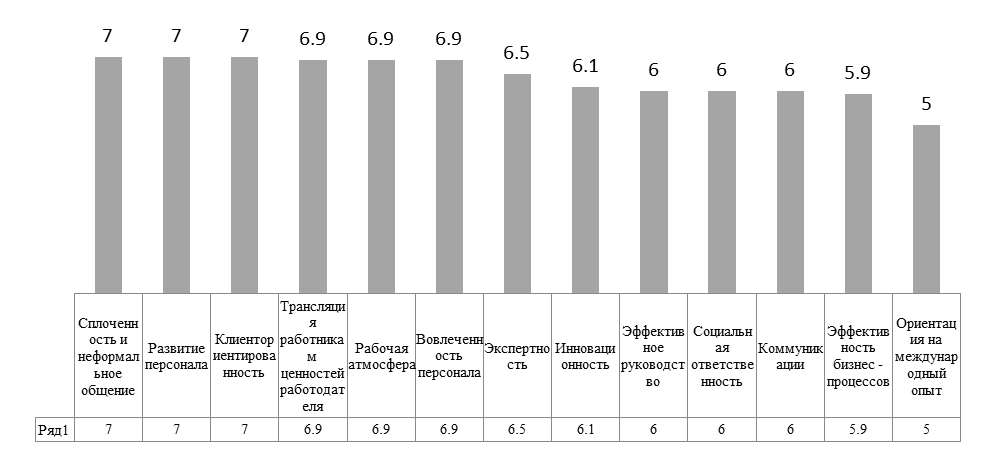 7 7 7 6.9 6.9 6.9 6.5 6.1 6 6 6 5.9 5
Сплоченн
ость и
неформал
ьное
общение
Развитие
персонала
Клиентор
иентирова
нность
Трансляци
я
работника
м
ценностей
работодат
еля
Рабочая
атмосфера
Вовлеченн
ость
персонала
Экспертно
сть
Инноваци
онность
Эффектив
ное
руководст
во
Социальн
ая
ответстве
нность
Коммуник
ации
Эффектив
ность
бизнес -
процессов
Ориентац
ия на
междунар
одный
опыт
Ряд1 7 7 7 6.9 6.9 6.9 6.5 6.1 6 6 6 5.9 5